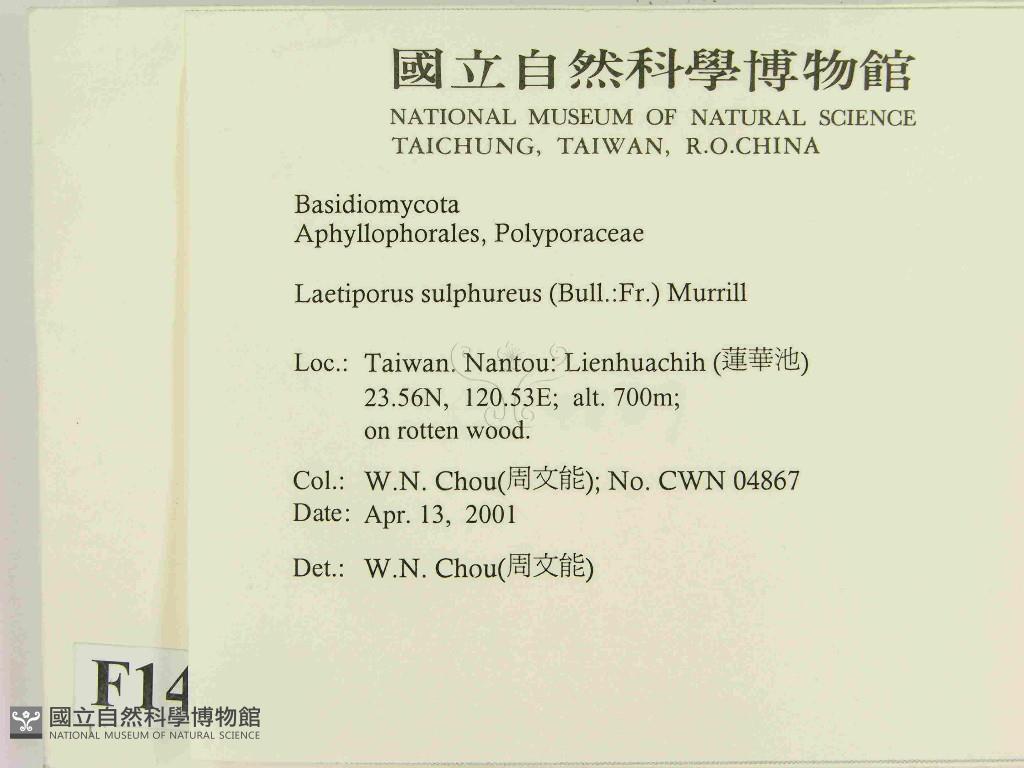 國立自然科學博物館
NATIONAL MUSEUM OF NATURAL SCIENCE
TAICHUNG, TAIWAN, R.O.CHINA
Basidiomycota
Aphyllophorales, Polyporaceae
Laetiporus sulphureus (Bull.:Fr.) Murrill
Loc.: Taiwan. Nantou: Lienhuachih (蓮華池)
23.56N, 120.53E; alt. 700m;
on rotten wood.
Col.: W.N. Chou(周文能); No. CWN 04867
Date: Apr. 13, 2001
Det.: W.N. Chou(周文能)
F14
國立自然科學博物館
NATIONAL MUSEUM OF NATURAL SCIENCE